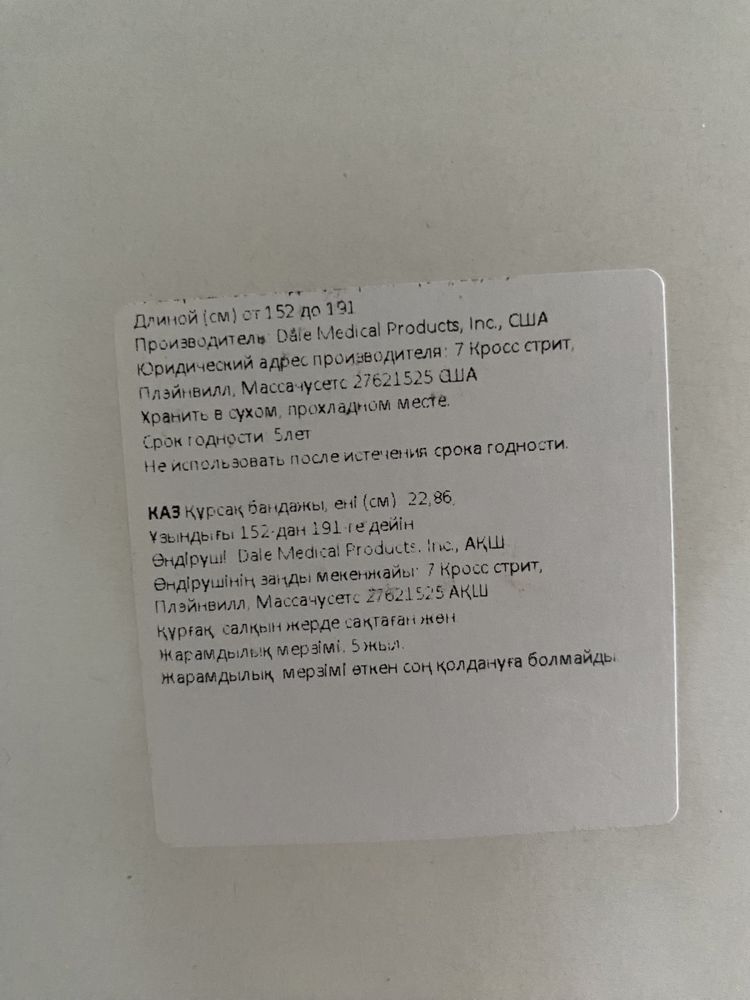 Длиной (см) от 152 до 191
Производитель: Dale Medical Products, Inc., США
Юридический адрес производителя: 7 Кросс стрит,
Плэйнвилл, Массачусетс 27621525 США
Хранить в сухом, прохладном месте.
Срок годности: 5лет
Не использовать после истечения срока годности.
КАЗ Құрсақ бандажы, ені (см) 22,86,
Ұзындығы 152-дан 191-ге дейін
Өндіруші: Dale Medical Products, Inc., АҚШ
Өндірушінің заңды мекенжайы: 7 Кросс стрит,
Плэйнвилл, Массачусетс 27621525 АҚШ
Құрғақ, салқын жерде сақтаған жөн.
Жарамдылық мерзімі: 5 жыл.
Жарамдылық мерзімі өткен соң қолдануға болмайды.